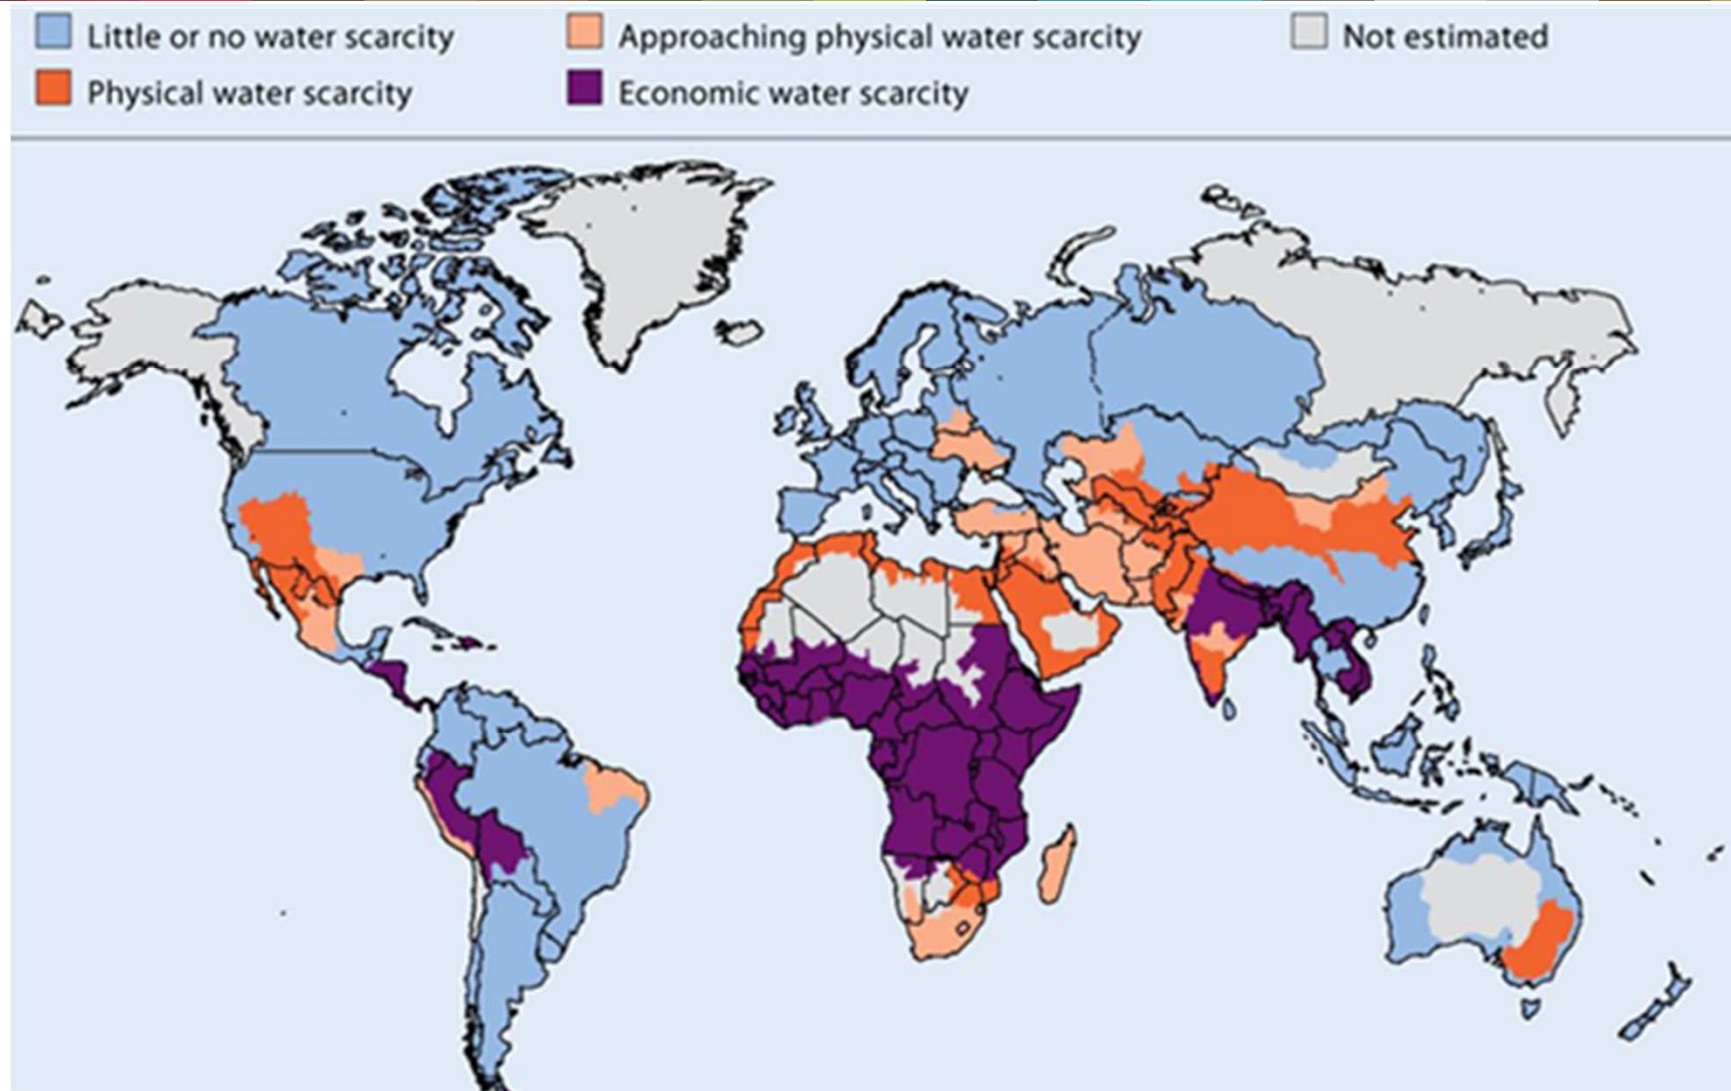 Little or no water scarcity
Approaching physical water scarcity
Not estimated
Physical water scarcity
Economic water scarcity